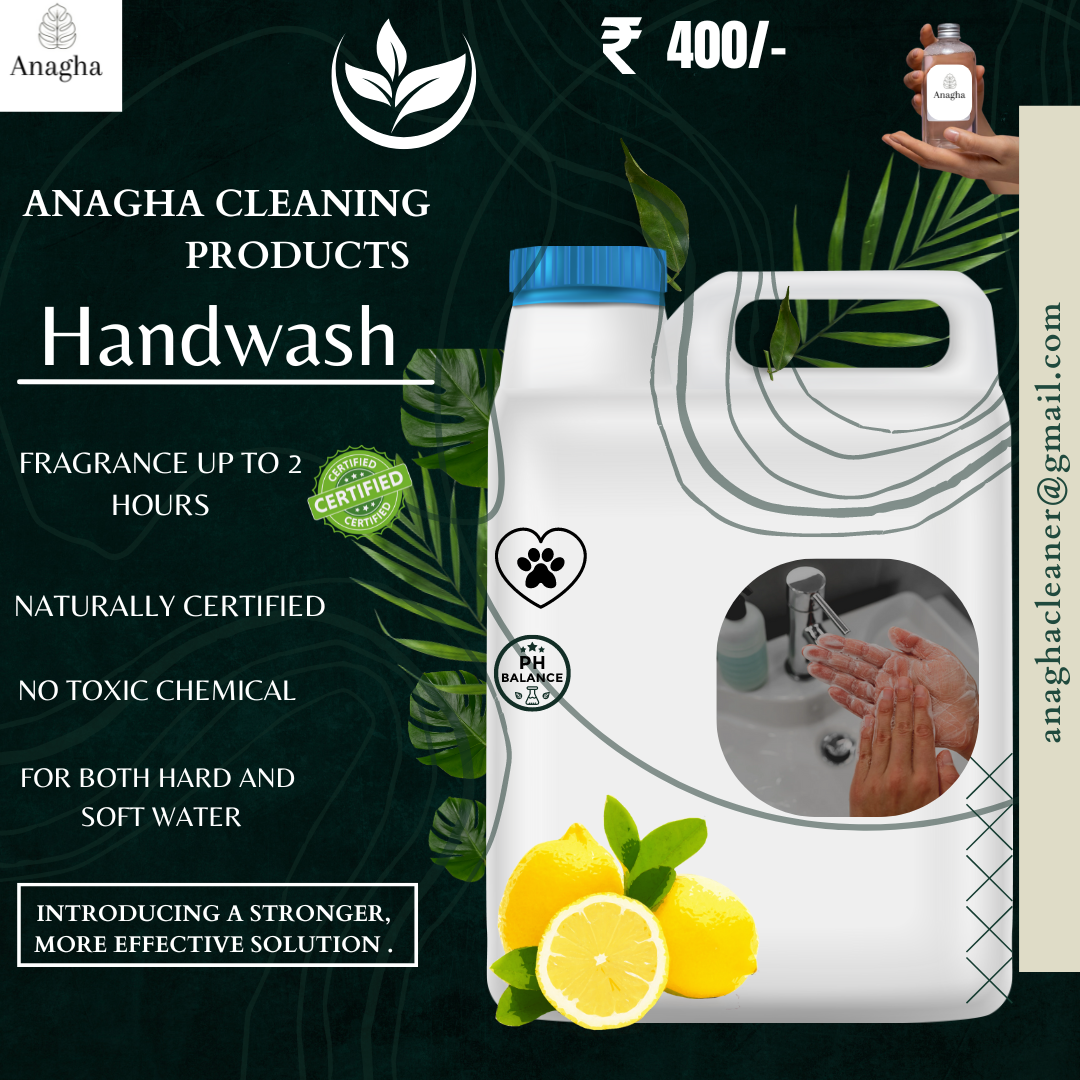 Anagha
₹ 400/-
Anagha
ANAGHA CLEANING
PRODUCTS
Handwash
FRAGRANCE UP TO 2
HOURS
CERTIFIED
CERTIFIED
CERTIFIED
NATURALLY CERTIFIED
PH
BALANCE
NO TOXIC CHEMICAL
FOR BOTH HARD AND
SOFT WATER
INTRODUCING A STRONGER,
MORE EFFECTIVE SOLUTION .
anaghacleaner@gmail.com